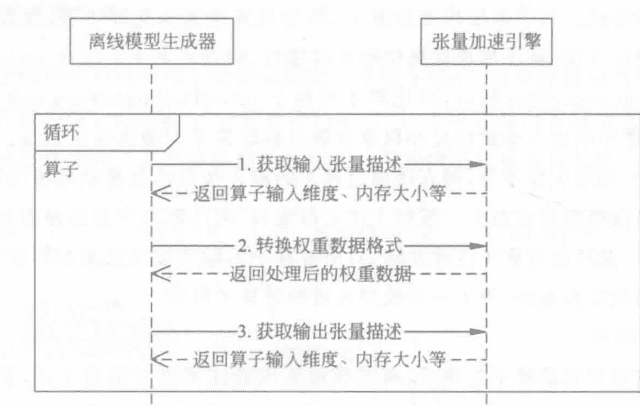 离线模型生成器
张量加速引擎
循环
算子
1. 获取输入张量描述
返回算子输入维度、内存大小等
2. 转换权重数据格式
返回处理后的权重数据
3. 获取输出张量描述
返回算子输入维度、内存大小等